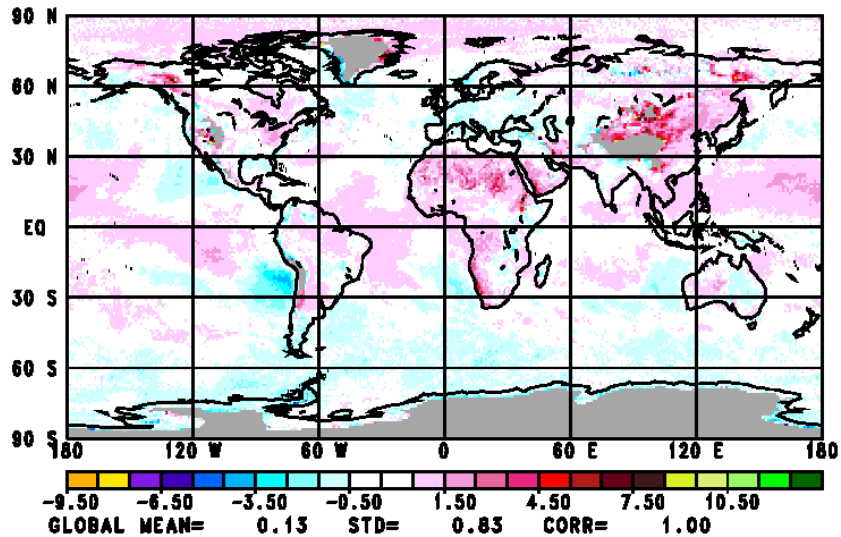 90 N
60 N
30 N
EQ
30 S
60 S
90 S
180 120 W 60 W 0 60 E 120 E 180
-9.50 -6.50 -3.50 -0.50 1.50 4.50 7.50 10.50
GLOBAL MEAN= 0.13 STD= 0.83 CORR= 1.00